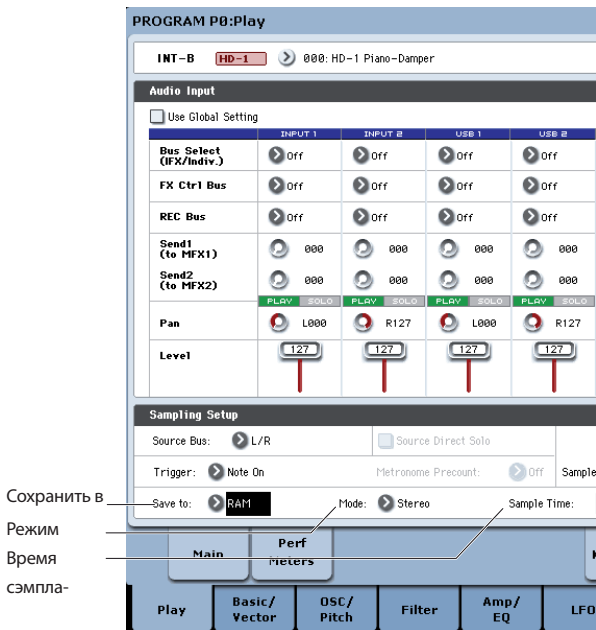 PROGRAM P0:Play
INT-B HD-1 000: HD-1 Piano-Damper
Audio Input
Use Global Setting
INPUT 1 INPUT 2 USB 1 USB 2
Bus Select (IFX/Indiv.) Off Off Off Off
FX Ctrl Bus Off Off Off Off
REC Bus Off Off Off Off
Send1 (to MFX1) 000 000 000 000
Send2 (to MFX2) 000 000 000 000
PLAY SOLO PLAY SOLO PLAY SOLO PLAY SOLO
Pan L000 R127 L000 R127
Level 127 127 127 127
Sampling Setup
Source Bus: L/R Source Direct Solo
Trigger: Note On Metronome Precount: Off Sample
Сохранить в Save to: RAM Mode: Stereo Sample Time:
Режим
Время
сэмпла-
Main Perf Meters
Play Basic/Vector OSC/Pitch Filter Amp/EQ LFO